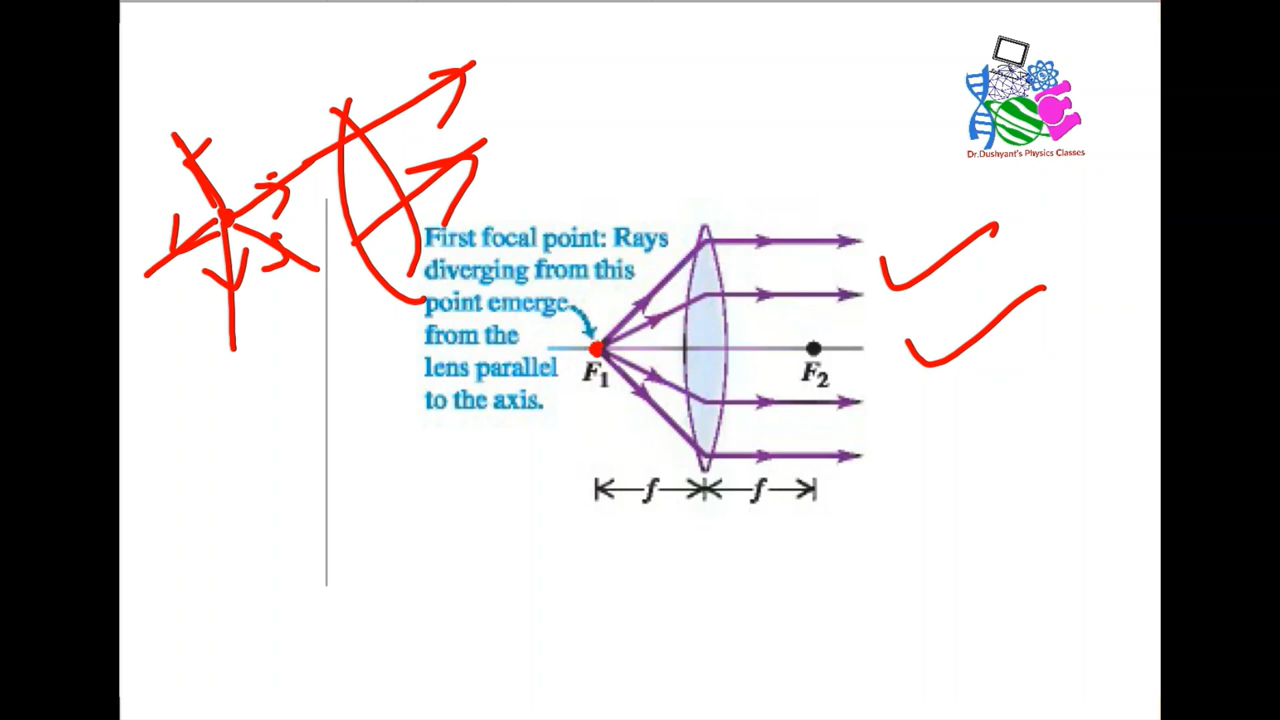 Dr.Dushyant's Physics Classes
First focal point: Rays
diverging from this
point emerge
from the
lens parallel
to the axis.
F1
F2
f
f